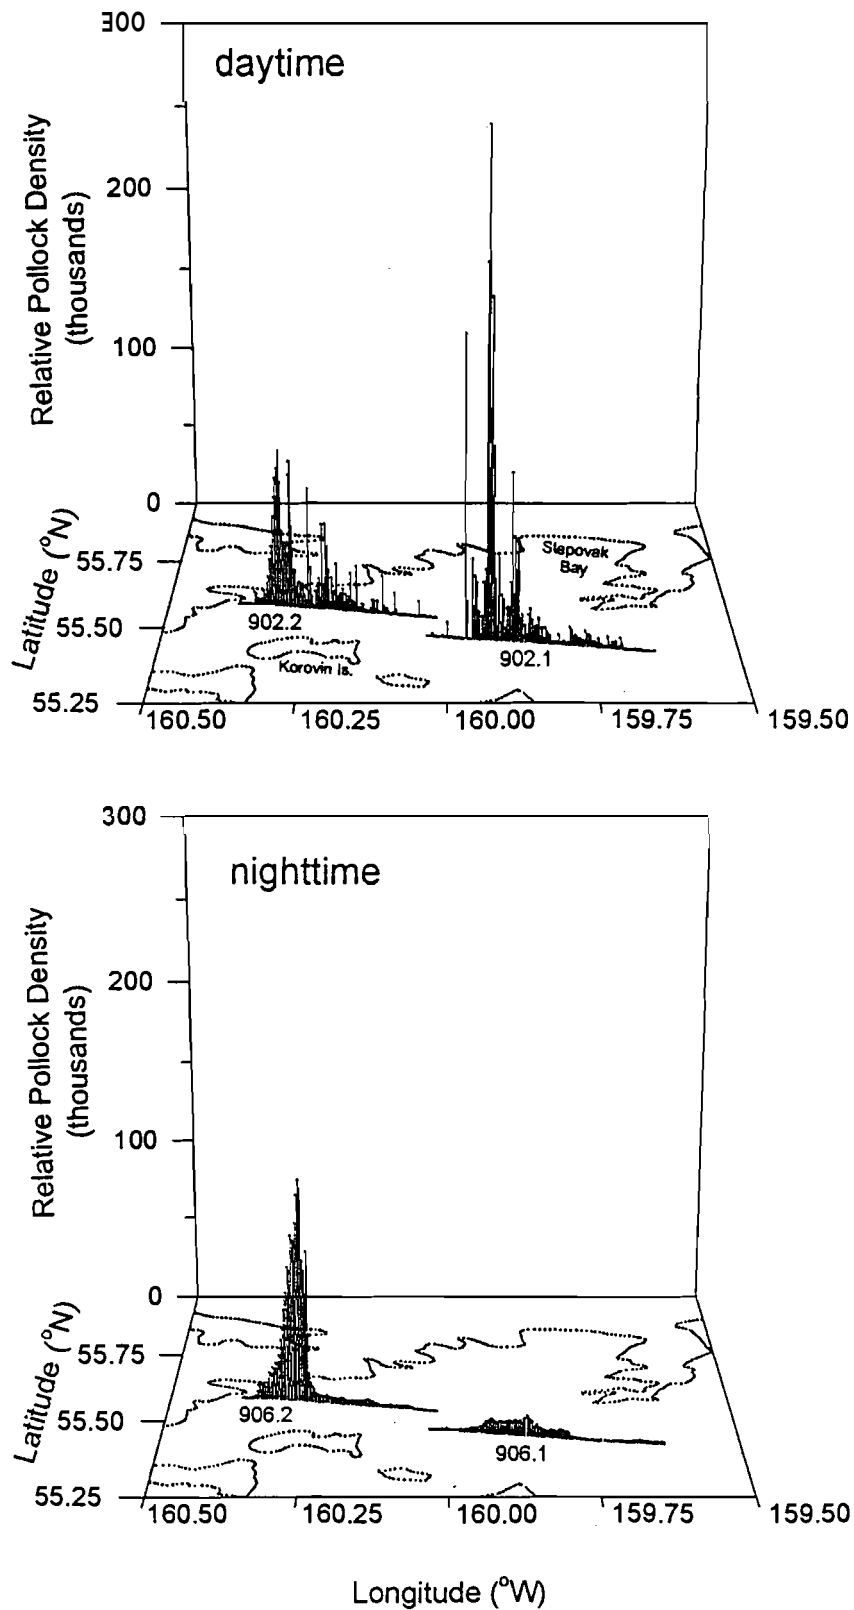 300
daytime
200
100
0
Relative Pollock Density
(thousands)
Latitude (°N)
55.75
55.50
55.25
Stepovak
Bay
902.2
Korovin Is.
902.1
160.50
160.25
160.00
159.75
159.50
300
nighttime
200
100
0
Relative Pollock Density
(thousands)
Latitude (°N)
55.75
55.50
55.25
906.2
906.1
160.50
160.25
160.00
159.75
159.50
Longitude (°W)